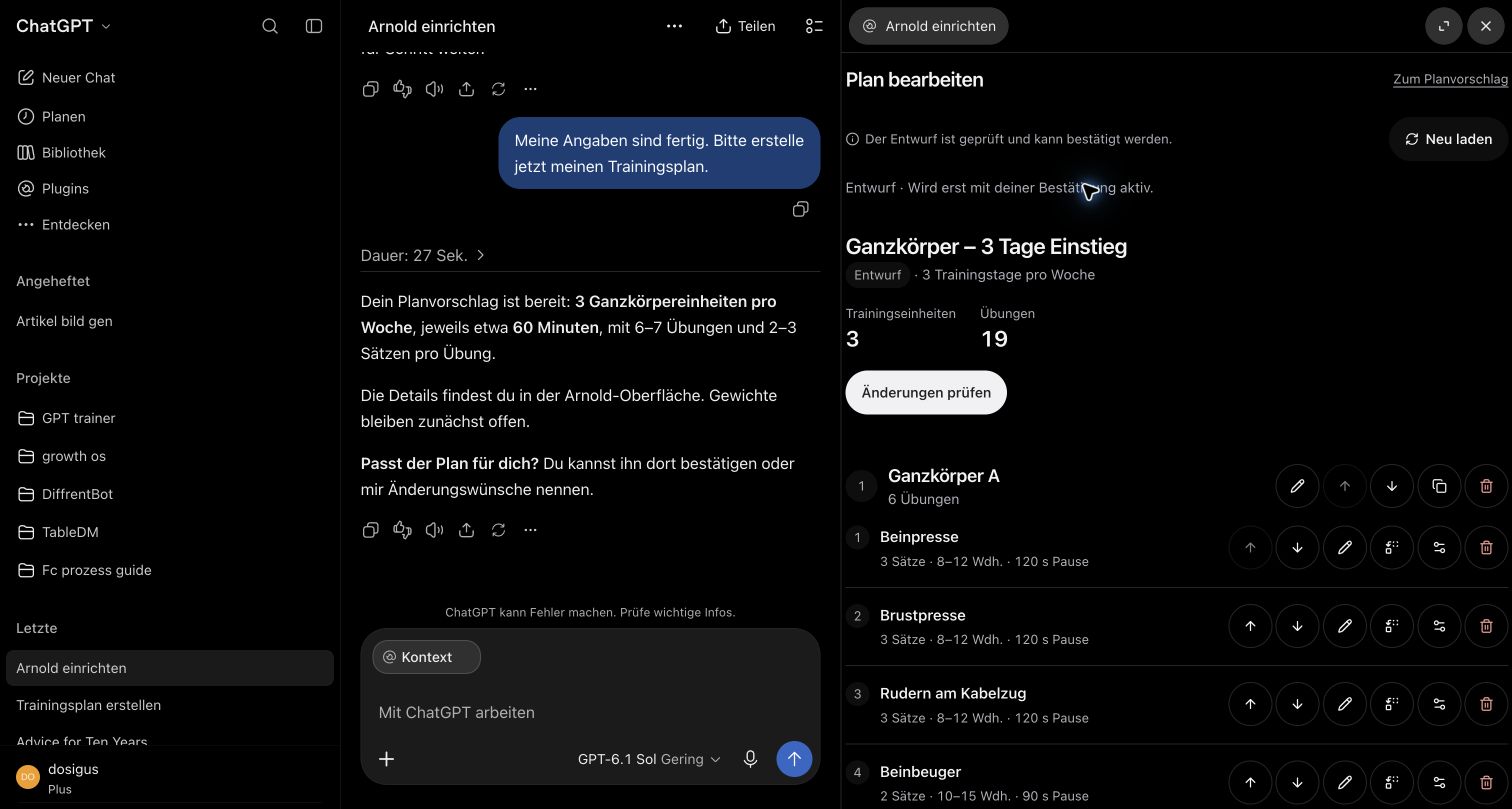 ChatGPT
Neuer Chat
Planen
Bibliothek
Plugins
Entdecken
Angeheftet
Artikel bild gen
Projekte
GPT trainer
growth os
DiffrentBot
TableDM
Fc prozess guide
Letzte
Arnold einrichten
Trainingsplan erstellen
Advice for Ten Years
DO
dosigus
Plus
Arnold einrichten
Teilen
für Schritt weiter.
Meine Angaben sind fertig. Bitte erstelle
jetzt meinen Trainingsplan.
Dauer: 27 Sek.
Dein Planvorschlag ist bereit: 3 Ganzkörpereinheiten pro
Woche, jeweils etwa 60 Minuten, mit 6–7 Übungen und 2–3
Sätzen pro Übung.
Die Details findest du in der Arnold-Oberfläche. Gewichte
bleiben zunächst offen.
Passt der Plan für dich? Du kannst ihn dort bestätigen oder
mir Änderungswünsche nennen.
ChatGPT kann Fehler machen. Prüfe wichtige Infos.
Kontext
Mit ChatGPT arbeiten
GPT-6.1 Sol Gering
Arnold einrichten
Plan bearbeiten
Zum Planvorschlag
Der Entwurf ist geprüft und kann bestätigt werden.
Neu laden
Entwurf · Wird erst mit deiner Bestätigung aktiv.
Ganzkörper – 3 Tage Einstieg
Entwurf · 3 Trainingstage pro Woche
Trainingseinheiten Übungen
3 19
Änderungen prüfen
1 Ganzkörper A
6 Übungen
1 Beinpresse
3 Sätze · 8–12 Wdh. · 120 s Pause
2 Brustpresse
3 Sätze · 8–12 Wdh. · 120 s Pause
3 Rudern am Kabelzug
3 Sätze · 8–12 Wdh. · 120 s Pause
4 Beinbeuger
2 Sätze · 10–15 Wdh. · 90 s Pause